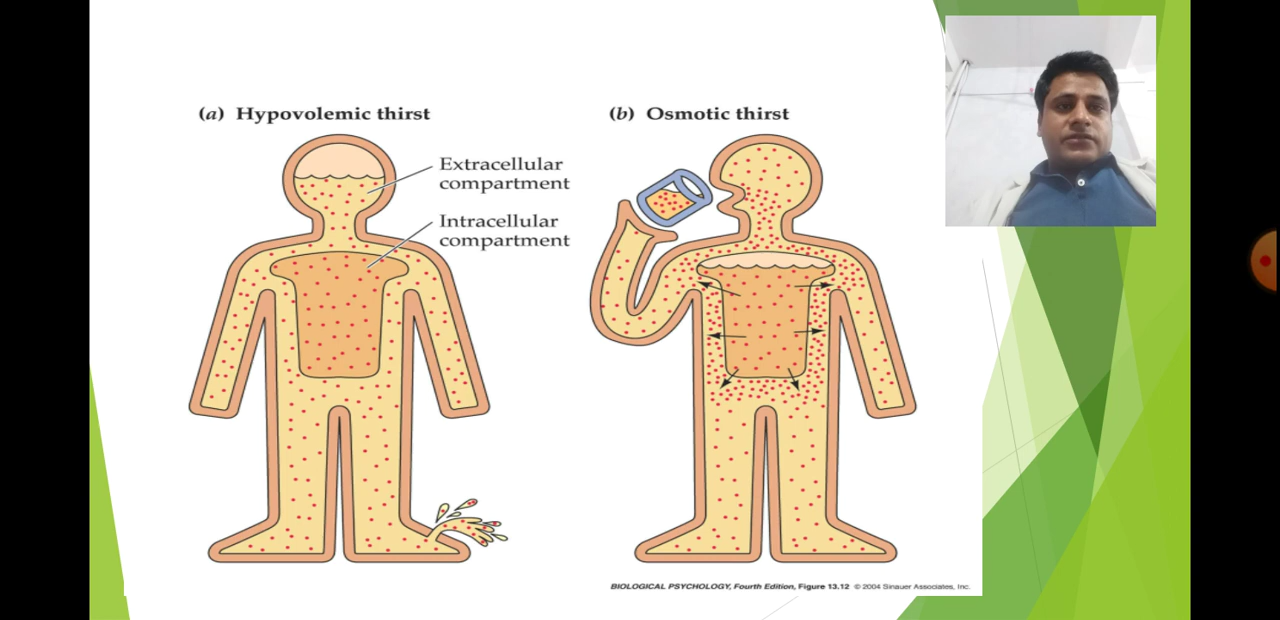 (a) Hypovolemic thirst
Extracellular
compartment
Intracellular
compartment
(b) Osmotic thirst
BIOLOGICAL PSYCHOLOGY, Fourth Edition, Figure 13.12 © 2004 Sinauer Associates, Inc.